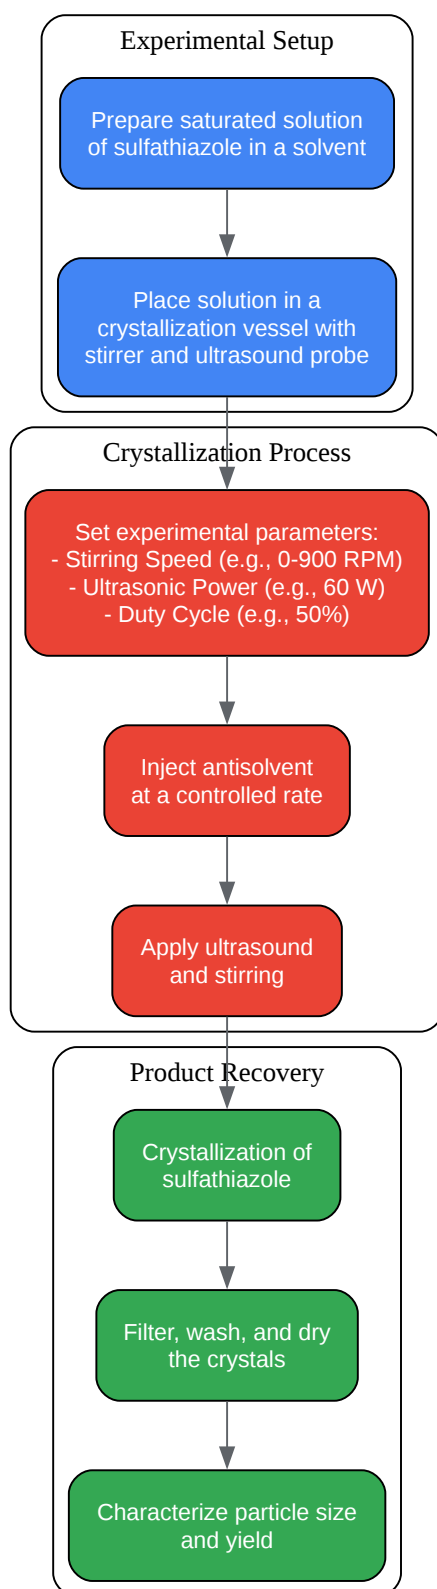 Experimental Setup
Prepare saturated solution
of sulfathiazole in a solvent
Place solution in a
crystallization vessel with
stirrer and ultrasound probe
Crystallization Process
Set experimental parameters:
- Stirring Speed (e.g., 0-900 RPM)
- Ultrasonic Power (e.g., 60 W)
- Duty Cycle (e.g., 50%)
Inject antisolvent
at a controlled rate
Apply ultrasound
and stirring
Product Recovery
Crystallization of
sulfathiazole
Filter, wash, and dry
the crystals
Characterize particle size
and yield